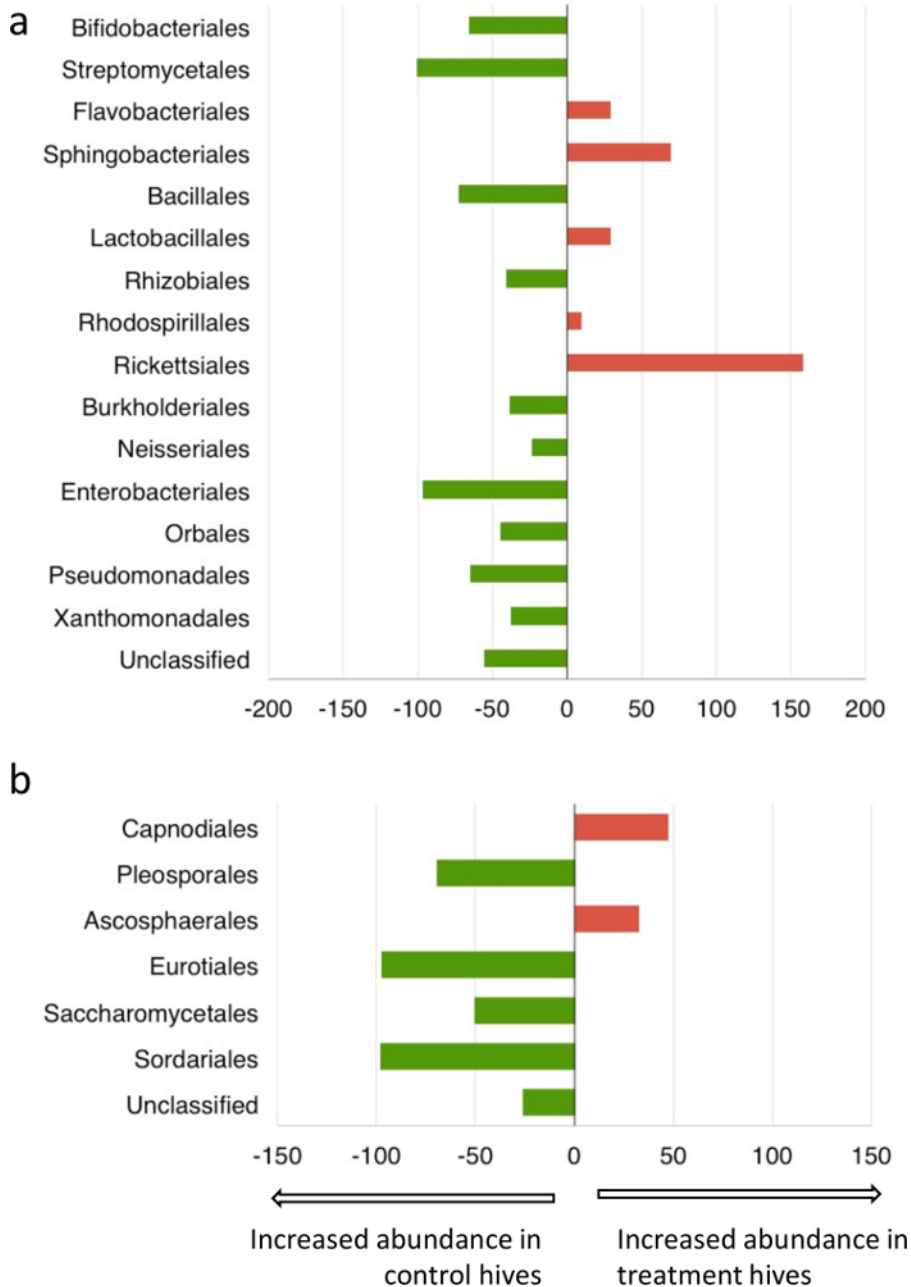 a
Bifidobacteriales
Streptomycetales
Flavobacteriales
Sphingobacteriales
Bacillales
Lactobacillales
Rhizobiales
Rhodospirillales
Rickettsiales
Burkholderiales
Neisseriales
Enterobacteriales
Orbales
Pseudomonadales
Xanthomonadales
Unclassified
-200 -150 -100 -50 0 50 100 150 200
b
Capnodiales
Pleosporales
Ascosphaerales
Eurotiales
Saccharomycetales
Sordariales
Unclassified
-150 -100 -50 0 50 100 150
Increased abundance in
control hives
Increased abundance in
treatment hives